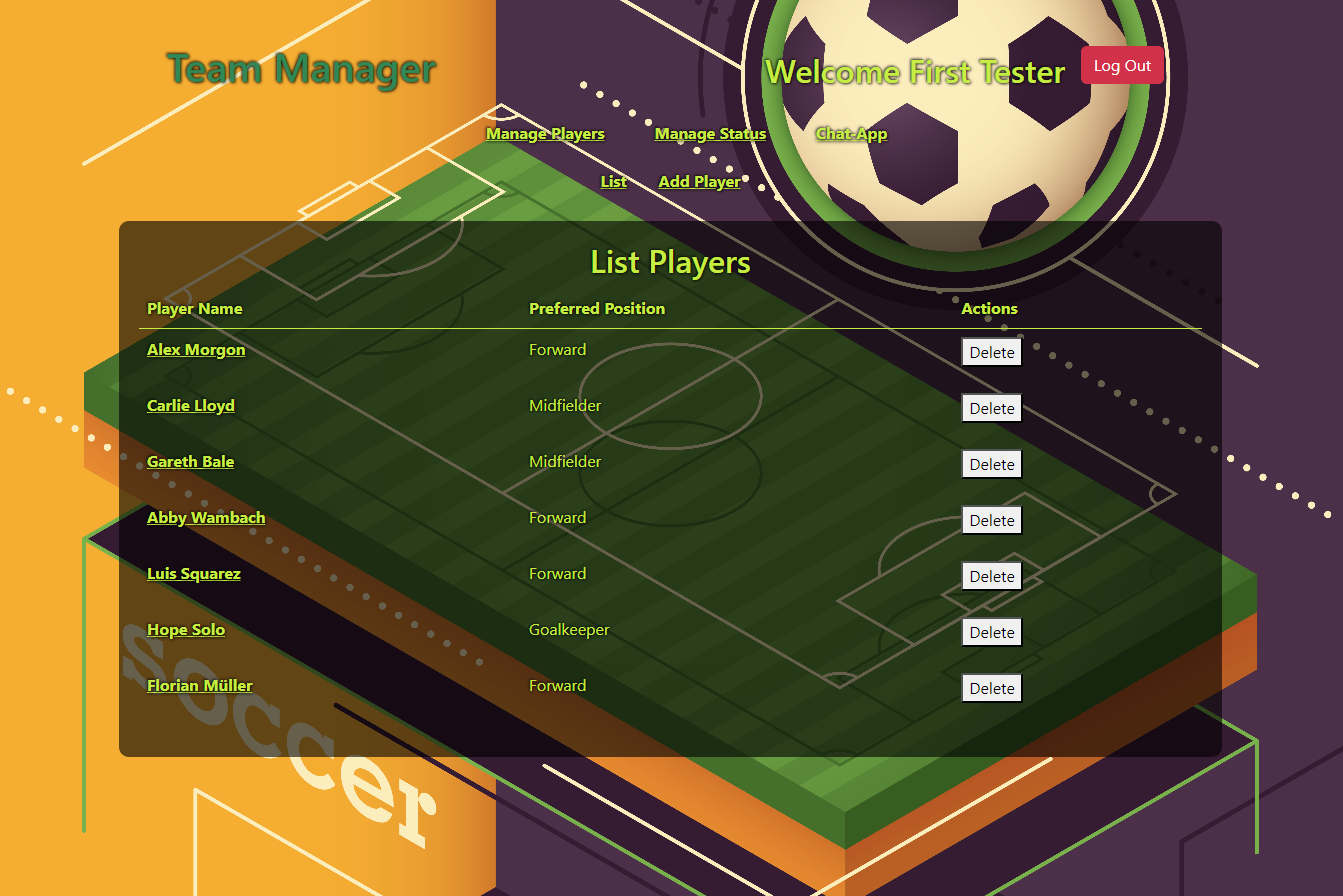 Team Manager
Welcome First Tester Log Out
Manage Players Manage Status Chat-App
List Add Player
List Players
Player Name Preferred Position Actions
Alex Morgon Forward Delete
Carlie Lloyd Midfielder Delete
Gareth Bale Midfielder Delete
Abby Wambach Forward Delete
Luis Squarez Forward Delete
Hope Solo Goalkeeper Delete
Florian Müller Forward Delete
soccer